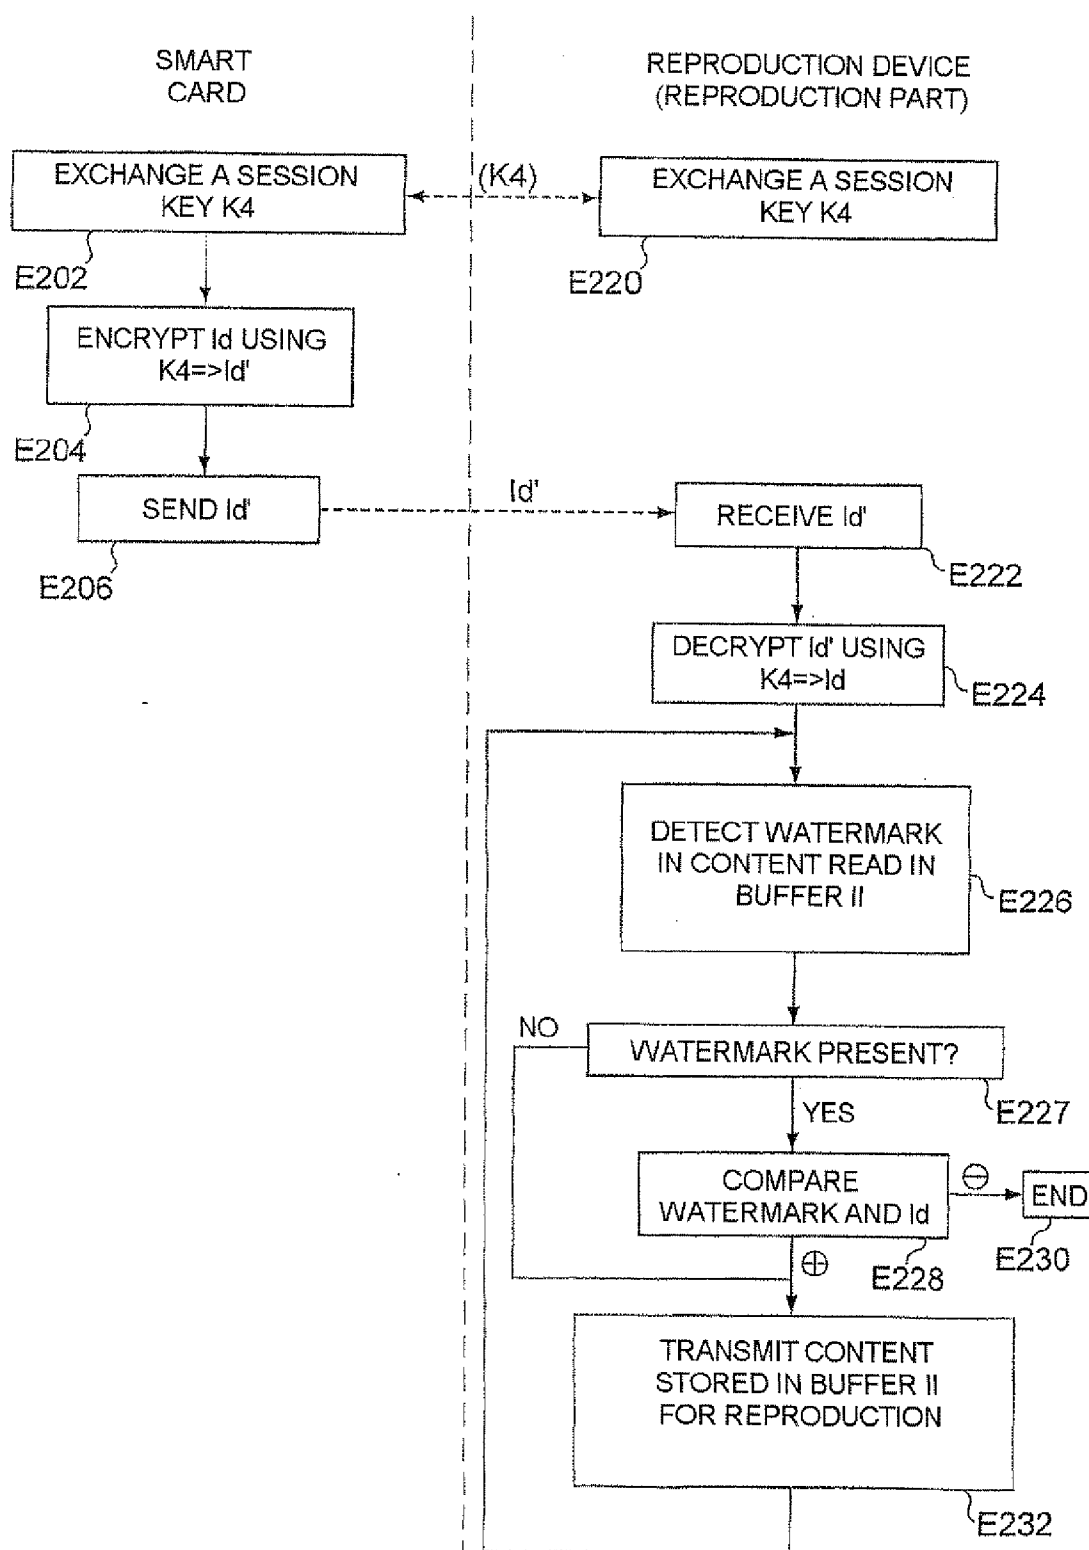 SMART
CARD
REPRODUCTION DEVICE
(REPRODUCTION PART)
EXCHANGE A SESSION
KEY K4
(K4)
EXCHANGE A SESSION
KEY K4
E202
E220
ENCRYPT Id USING
K4=>Id'
E204
SEND Id'
Id'
RECEIVE Id'
E206
E222
DECRYPT Id' USING
K4=>Id
E224
DETECT WATERMARK
IN CONTENT READ IN
BUFFER II
E226
NO
WATERMARK PRESENT?
E227
YES
COMPARE
WATERMARK AND Id
⊖
END
E230
E228
⊕
TRANSMIT CONTENT
STORED IN BUFFER II
FOR REPRODUCTION
E232